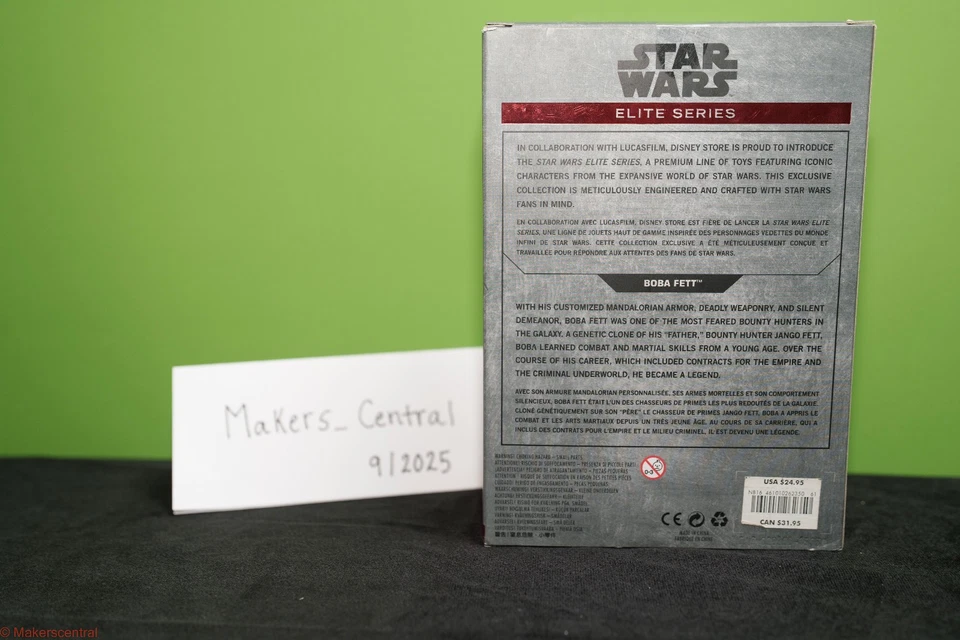 STAR
WARS
ELITE SERIES
IN COLLABORATION WITH LUCASFILM, DISNEY STORE IS PROUD TO INTRODUCE
THE STAR WARS ELITE SERIES, A PREMIUM LINE OF TOYS FEATURING ICONIC
CHARACTERS FROM THE EXPANSIVE WORLD OF STAR WARS. THIS EXCLUSIVE
COLLECTION IS METICULOUSLY ENGINEERED AND CRAFTED WITH STAR WARS
FANS IN MIND.
EN COLLABORATION AVEC LUCASFILM, DISNEY STORE EST FIÈRE DE LANCER LA STAR WARS ELITE
SERIES, UNE LIGNE DE JOUETS HAUT DE GAMME INSPIRÉE DES PERSONNAGES VEDETTES DU MONDE
INFINI DE STAR WARS. CETTE COLLECTION EXCLUSIVE A ÉTÉ MÉTICULEUSEMENT CONÇUE ET
TRAVAILLÉE POUR RÉPONDRE AUX ATTENTES DES FANS DE STAR WARS.
BOBA FETT™
WITH HIS CUSTOMIZED MANDALORIAN ARMOR, DEADLY WEAPONRY, AND SILENT
DEMEANOR, BOBA FETT WAS ONE OF THE MOST FEARED BOUNTY HUNTERS IN
THE GALAXY. A GENETIC CLONE OF HIS "FATHER," BOUNTY HUNTER JANGO FETT,
BOBA LEARNED COMBAT AND MARTIAL SKILLS FROM A YOUNG AGE. OVER THE
COURSE OF HIS CAREER, WHICH INCLUDED CONTRACTS FOR THE EMPIRE AND
THE CRIMINAL UNDERWORLD, HE BECAME A LEGEND.
AVEC SON ARMURE MANDALORIAN PERSONNALISÉE, SES ARMES MORTELLES ET SON COMPORTEMENT
SILENCIEUX, BOBA FETT ÉTAIT L'UN DES CHASSEURS DE PRIMES LES PLUS REDOUTÉS DE LA GALAXIE.
CLONÉ GÉNÉTIQUEMENT SUR SON "PÈRE" LE CHASSEUR DE PRIMES JANGO FETT, BOBA A APPRIS LE
COMBAT ET LES ARTS MARTIAUX DEPUIS UN TRÈS JEUNE ÂGE. AU COURS DE SA CARRIÈRE, QUI A
INCLUS DES CONTRATS POUR L'EMPIRE ET LE MILIEU CRIMINEL, IL EST DEVENU UNE LÉGENDE.
WARNING: CHOKING HAZARD – SMALL PARTS.
0-3
CE
MADE IN CHINA
USA $24.95
CAN $31.95
Makers_Central
9/2025
© Makerscentral